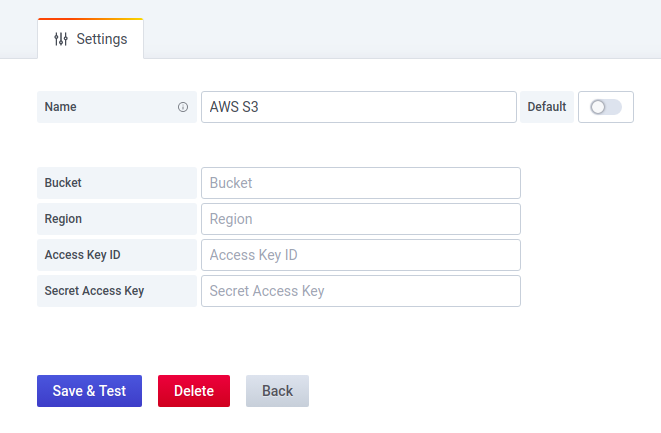 Settings
Name AWS S3 Default
Bucket Bucket
Region Region
Access Key ID Access Key ID
Secret Access Key Secret Access Key
Save & Test Delete Back